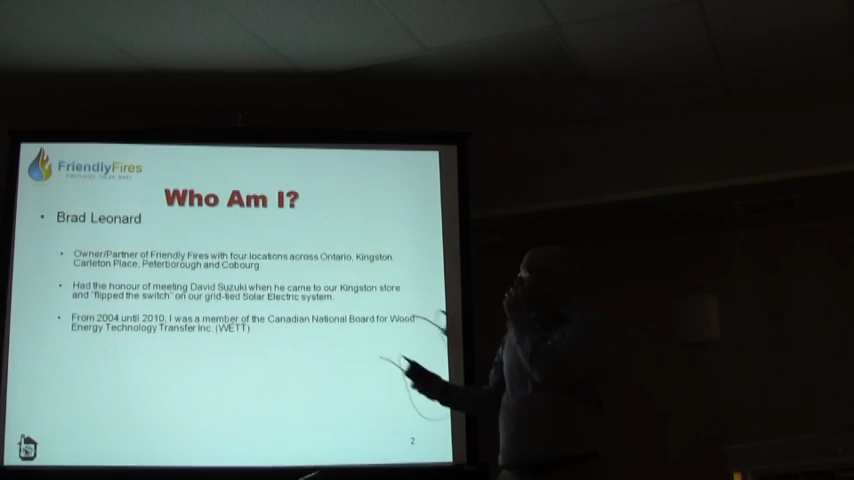 FriendlyFires
FIREPLACES SOLAR WIND
Who Am I?
• Brad Leonard
• Owner/Partner of Friendly Fires with four locations across Ontario, Kingston,
Carleton Place, Peterborough and Cobourg
• Had the honour of meeting David Suzuki when he came to our Kingston store
and "flipped the switch" on our grid-tied Solar Electric system.
• From 2004 until 2010, I was a member of the Canadian National Board for Wood
Energy Technology Transfer Inc. (WETT)
2